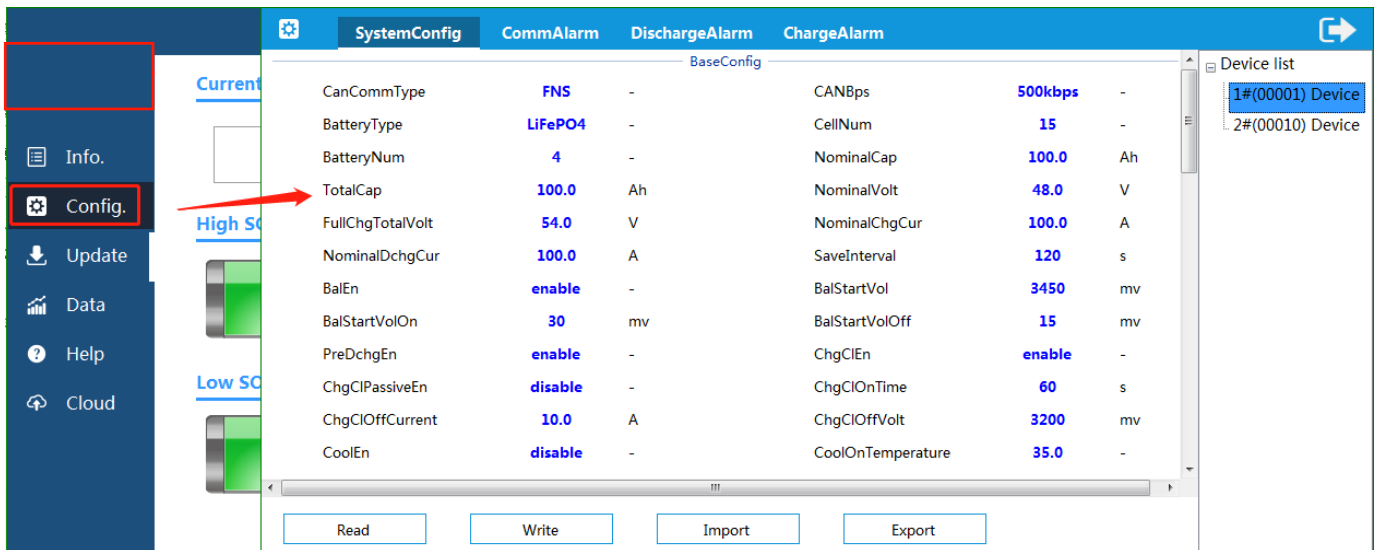 SystemConfig CommAlarm DischargeAlarm ChargeAlarm
Info.
Config.
Update
Data
Help
Cloud
Current
High SO
Low SO
BaseConfig
CanCommType FNS - CANBps 500kbps -
BatteryType LiFePO4 - CellNum 15 -
BatteryNum 4 - NominalCap 100.0 Ah
TotalCap 100.0 Ah NominalVolt 48.0 V
FullChgTotalVolt 54.0 V NominalChgCur 100.0 A
NominalDchgCur 100.0 A SaveInterval 120 s
BalEn enable - BalStartVol 3450 mv
BalStartVolOn 30 mv BalStartVolOff 15 mv
PreDchgEn enable - ChgClEn enable -
ChgClPassiveEn disable - ChgClOnTime 60 s
ChgClOffCurrent 10.0 A ChgClOffVolt 3200 mv
CoolEn disable - CoolOnTemperature 35.0 -
Read Write Import Export
Device list
1#(00001) Device
2#(00010) Device